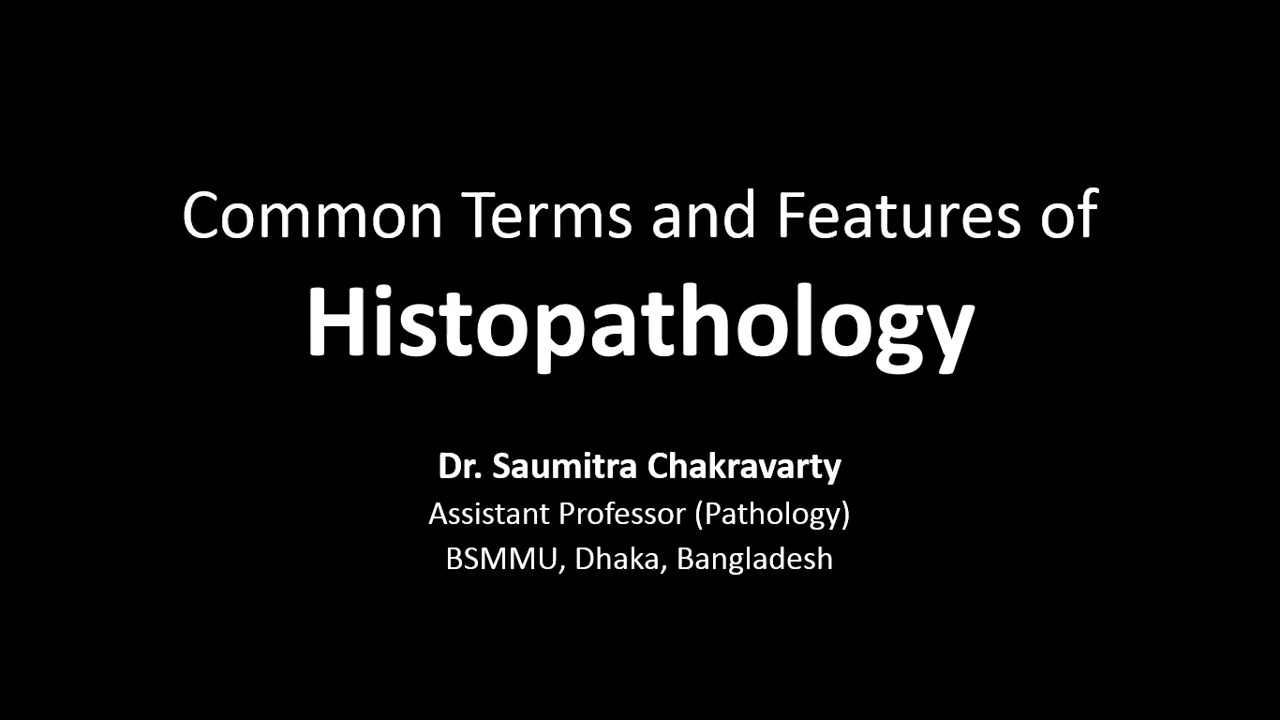 Common Terms and Features of
Histopathology
Dr. Saumitra Chakravarty
Assistant Professor (Pathology)
BSMMU, Dhaka, Bangladesh